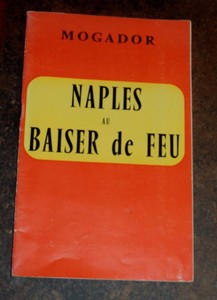 MOGADOR
NAPLES
AU
BAISER de FEU